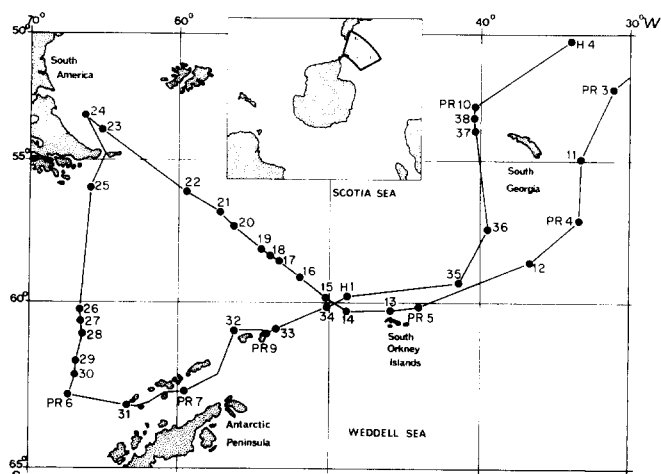 50°
70°
60°
40°
30°W
South
America
H 4
24
PR 3
23
PR 10
38
37
11
55°
South
Georgia
SCOTIA SEA
25
22
21
20
PR 4
36
19
18
17
12
16
35
15
H1
26
60°
34
14
13
PR 5
27
32
33
South
Orkney
Islands
28
PR9
29
30
PR 6
PR 7
31
Antarctic
Peninsula
WEDDELL SEA
65°
S